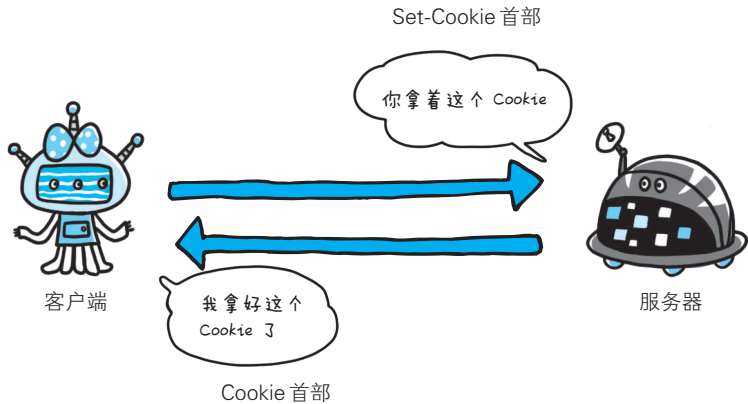 Set-Cookie 首部
你拿着这个 Cookie
客户端
服务器
我拿好这个
Cookie 了
Cookie 首部